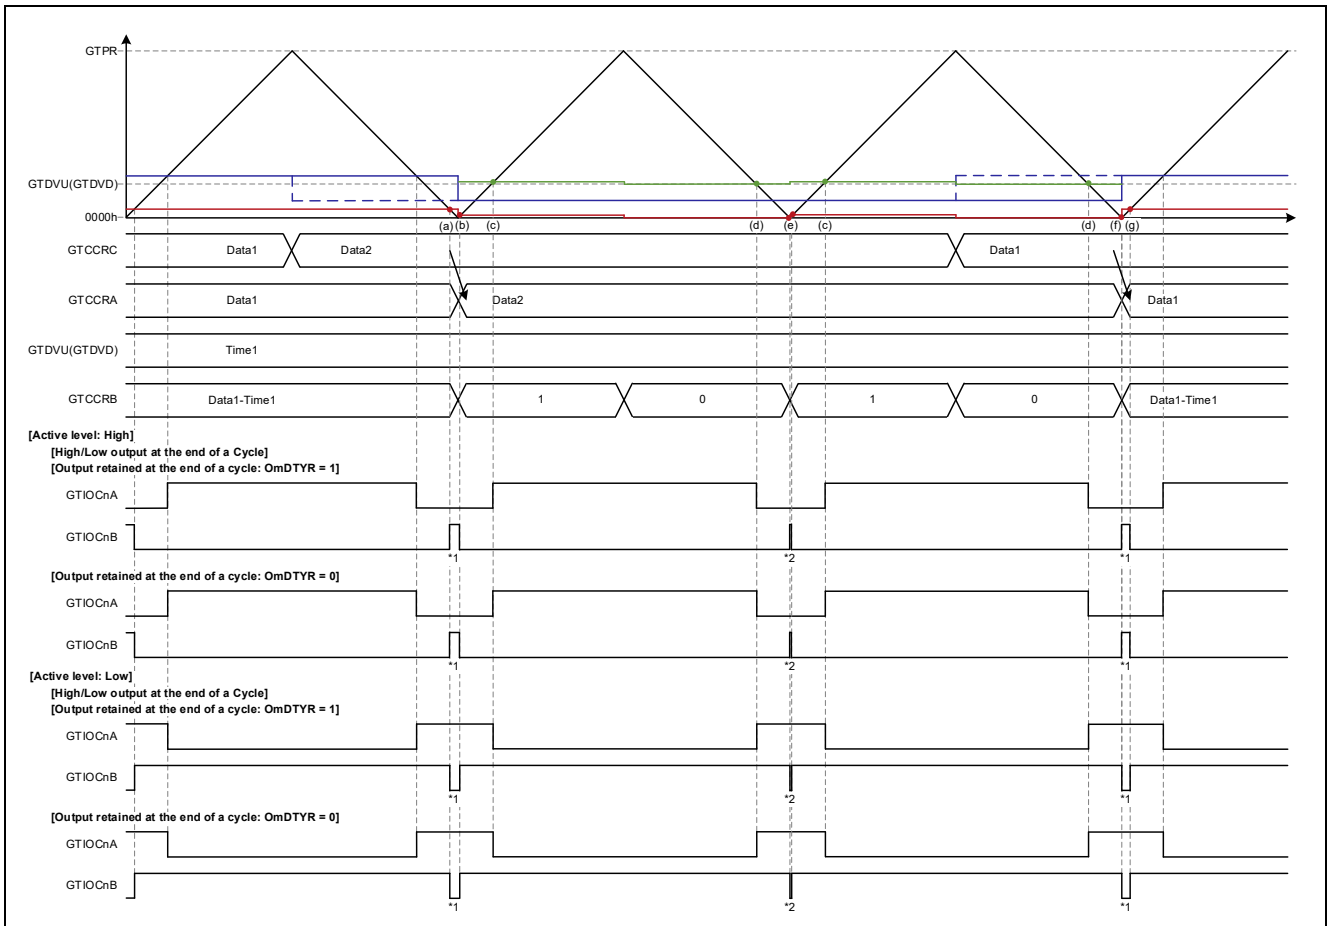 GTPR
GTDVU(GTDVD)
0000h
(a) (b) (c) (d) (e) (c) (d) (f) (g)
GTCCRC Data1 Data2 Data1
GTCCRA Data1 Data2 Data1
GTDVU(GTDVD) Time1
GTCCRB Data1-Time1 1 0 1 0 Data1-Time1
[Active level: High]
[High/Low output at the end of a Cycle]
[Output retained at the end of a cycle: OmDTYR = 1]
GTIOCnA
GTIOCnB
*1 *2 *1
[Output retained at the end of a cycle: OmDTYR = 0]
GTIOCnA
GTIOCnB
*1 *2 *1
[Active level: Low]
[High/Low output at the end of a Cycle]
[Output retained at the end of a cycle: OmDTYR = 1]
GTIOCnA
GTIOCnB
*1 *2 *1
[Output retained at the end of a cycle: OmDTYR = 0]
GTIOCnA
GTIOCnB
*1 *2 *1